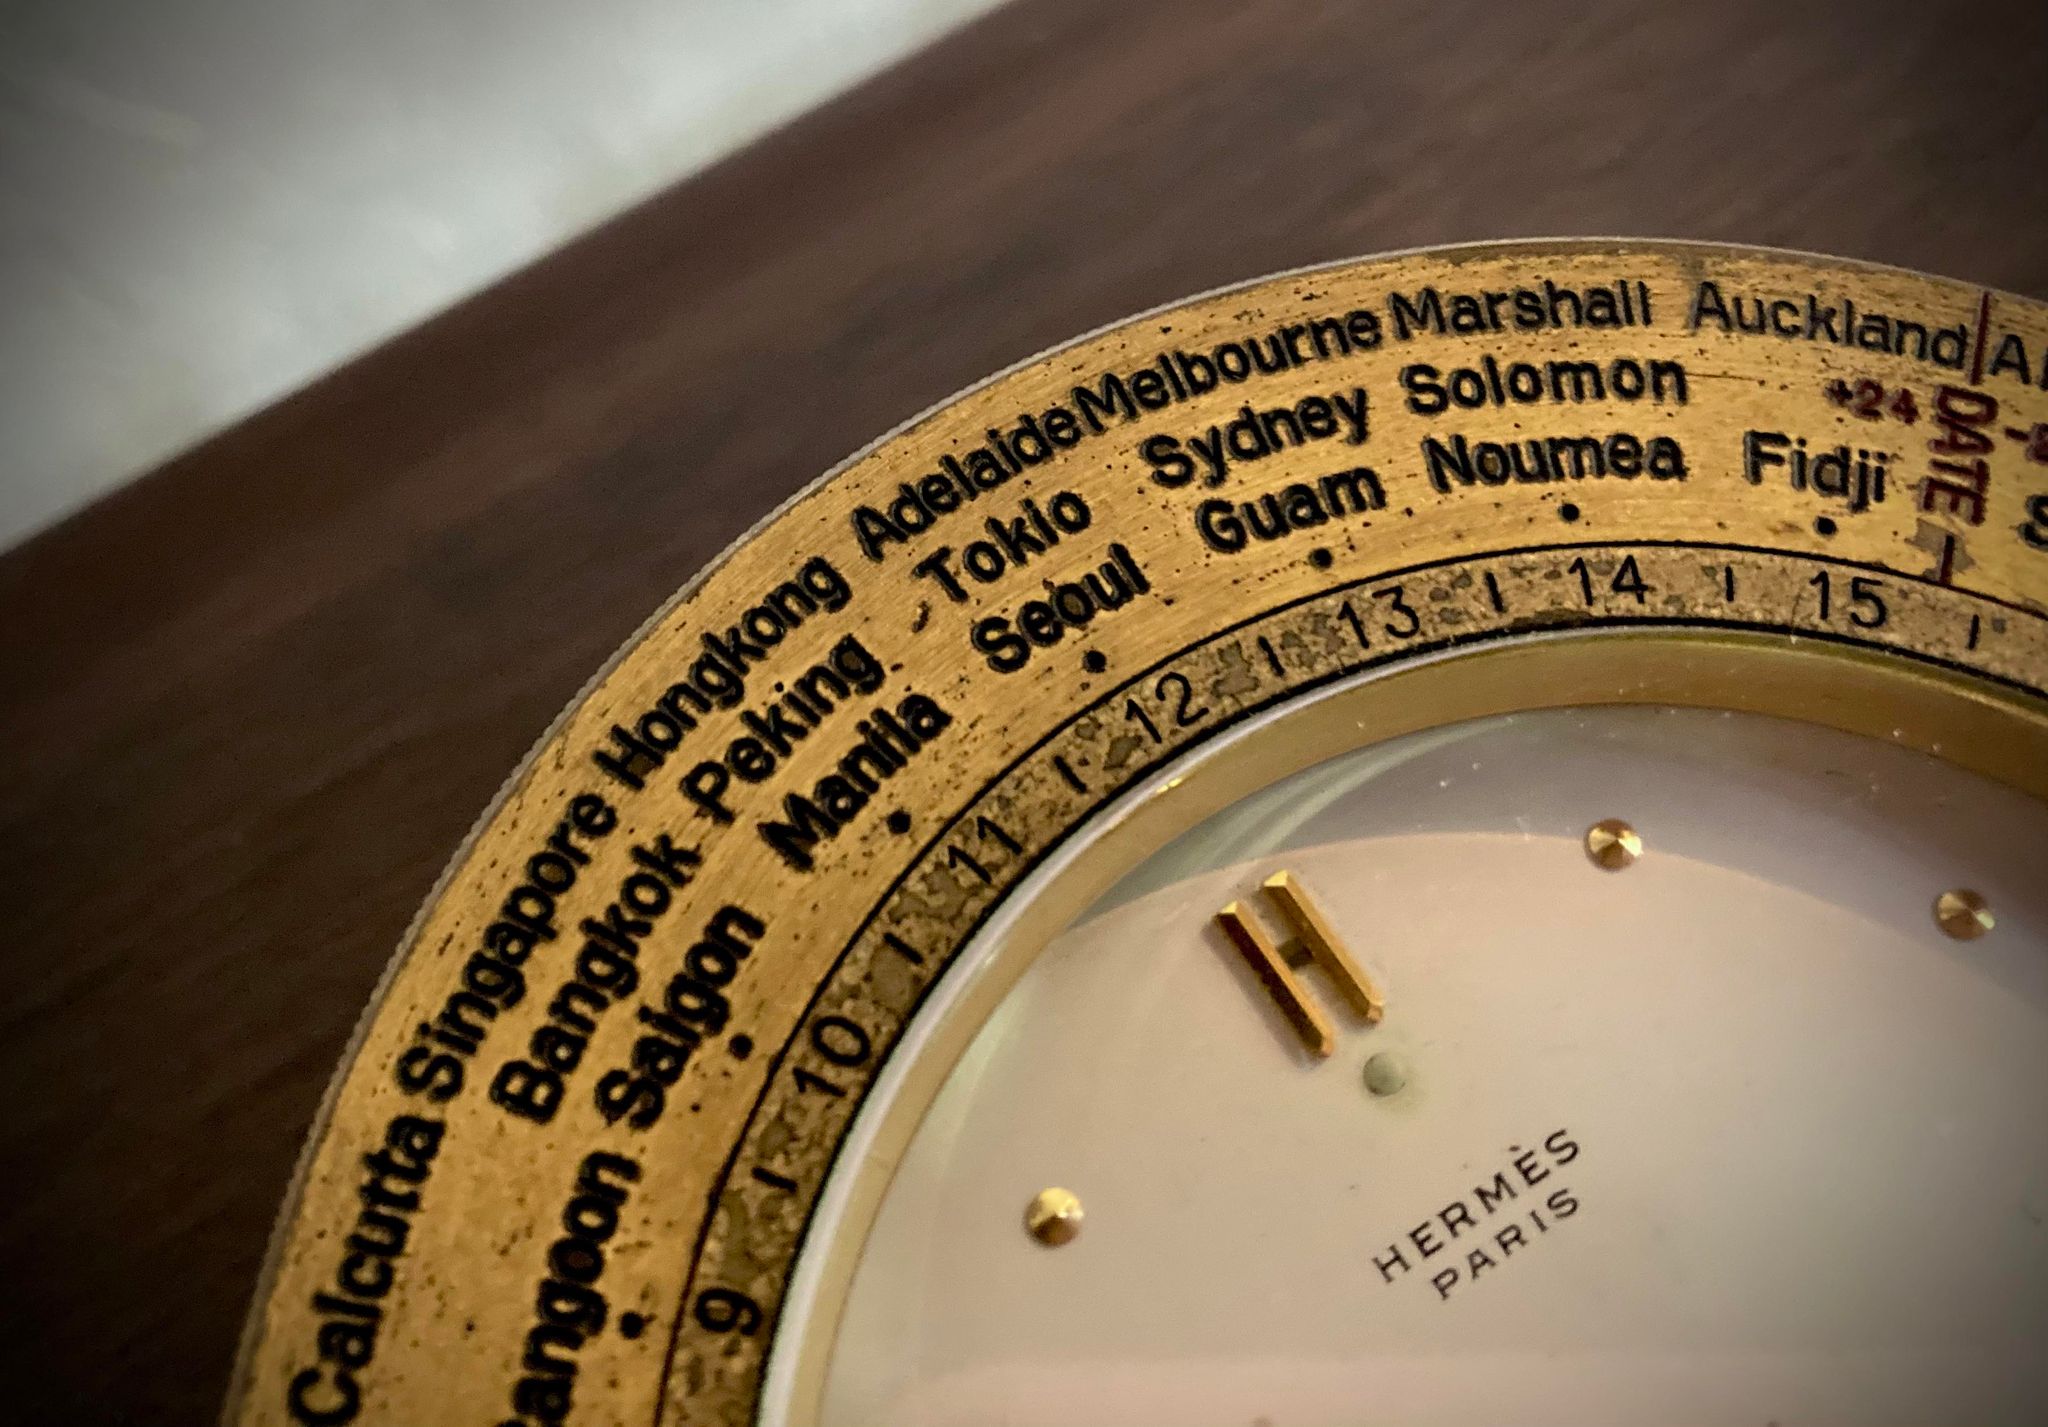 Calcutta Singapore Hongkong Adelaide Melbourne Marshall Auckland
Bangkok Peking Tokio Sydney Solomon +24 DATE
Saigon Manila Seoul Guam Noumea Fidji
9 10 11 12 13 14 15
H
HERMÈS
PARIS